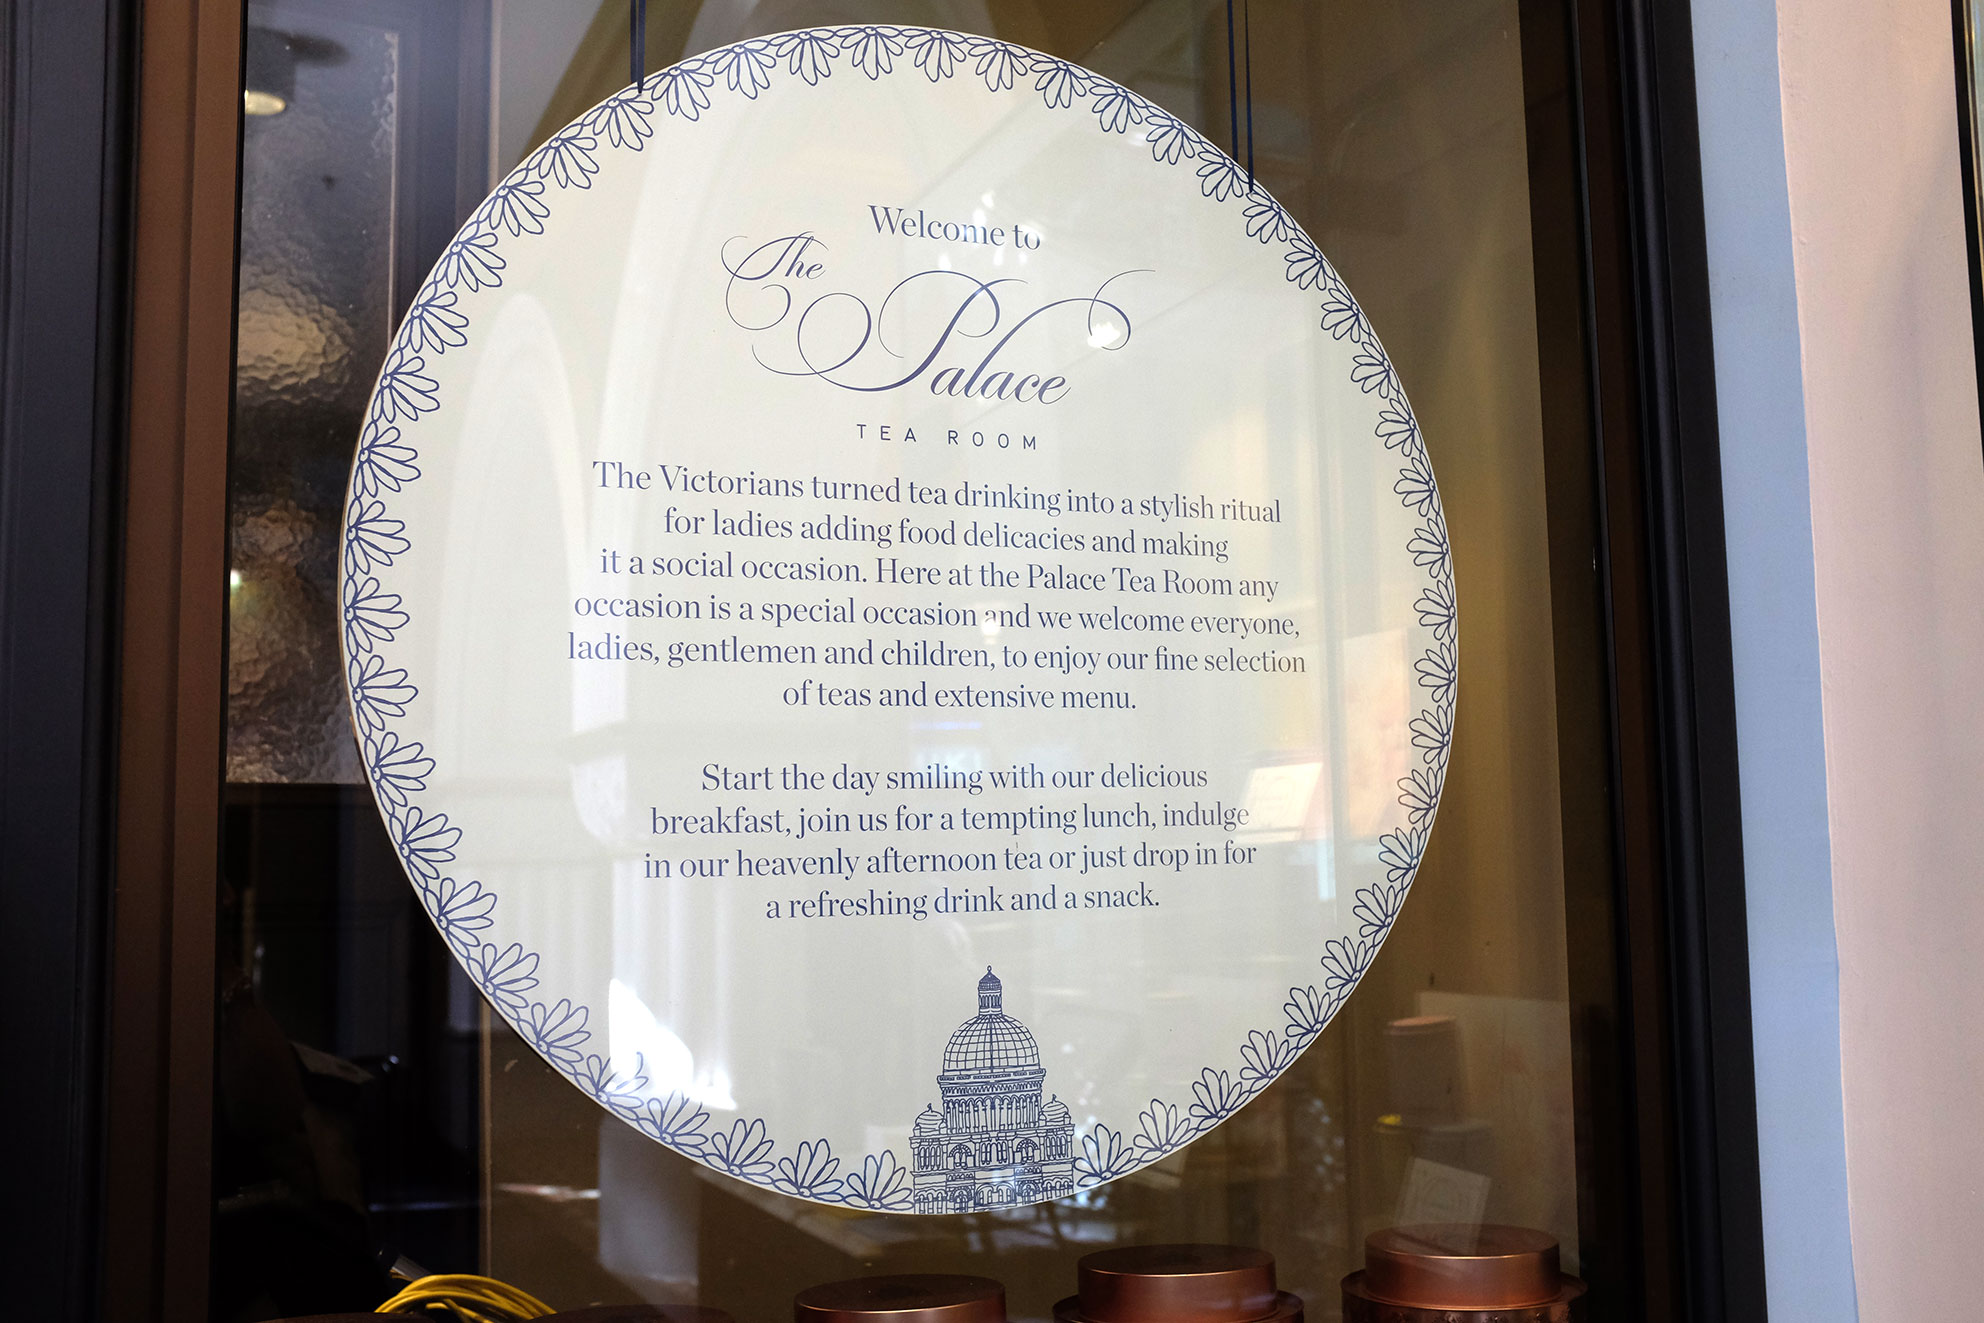 Welcome to
The
Palace
TEA ROOM
The Victorians turned tea drinking into a stylish ritual
for ladies adding food delicacies and making
it a social occasion. Here at the Palace Tea Room any
occasion is a special occasion and we welcome everyone,
ladies, gentlemen and children, to enjoy our fine selection
of teas and extensive menu.
Start the day smiling with our delicious
breakfast, join us for a tempting lunch, indulge
in our heavenly afternoon tea or just drop in for
a refreshing drink and a snack.